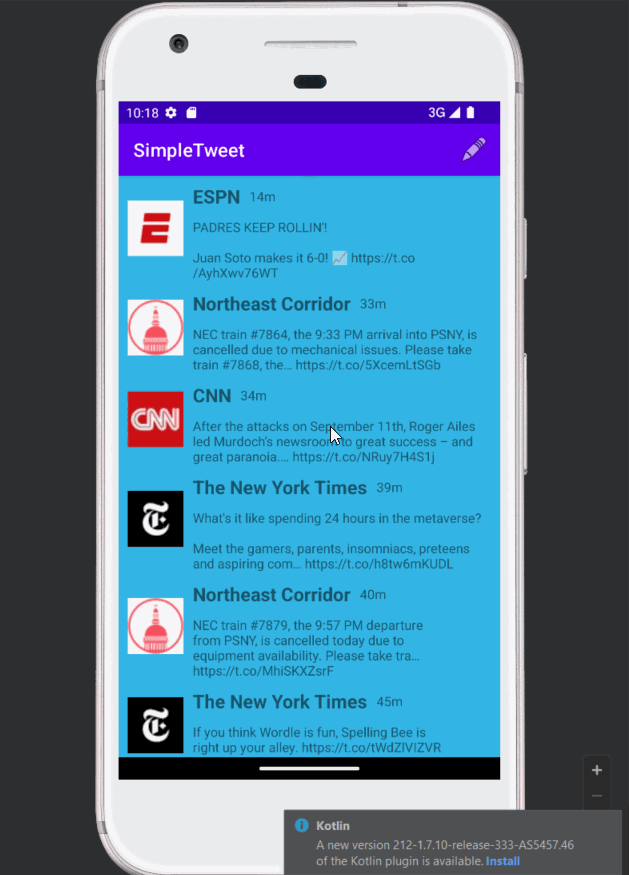 10:18 3G
SimpleTweet
ESPN 14m
PADRES KEEP ROLLIN'!
Juan Soto makes it 6-0! 📈 https://t.co
/AyhXwv76WT
Northeast Corridor 33m
NEC train #7864, the 9:33 PM arrival into PSNY, is
cancelled due to mechanical issues. Please take
train #7868, the… https://t.co/5XcemLtSGb
CNN 34m
CNN
After the attacks on September 11th, Roger Ailes
led Murdoch's newsroom to great success – and
great paranoia.… https://t.co/NRuy7H4S1j
The New York Times 39m
What's it like spending 24 hours in the metaverse?
Meet the gamers, parents, insomniacs, preteens
and aspiring com… https://t.co/h8tw6mKUDL
Northeast Corridor 40m
NEC train #7879, the 9:57 PM departure
from PSNY, is cancelled today due to
equipment availability. Please take tra…
https://t.co/MhiSKXZsrF
The New York Times 45m
If you think Wordle is fun, Spelling Bee is
right up your alley. https://t.co/tWdZlVIZVR
Kotlin
A new version 212-1.7.10-release-333-AS5457.46
of the Kotlin plugin is available. Install